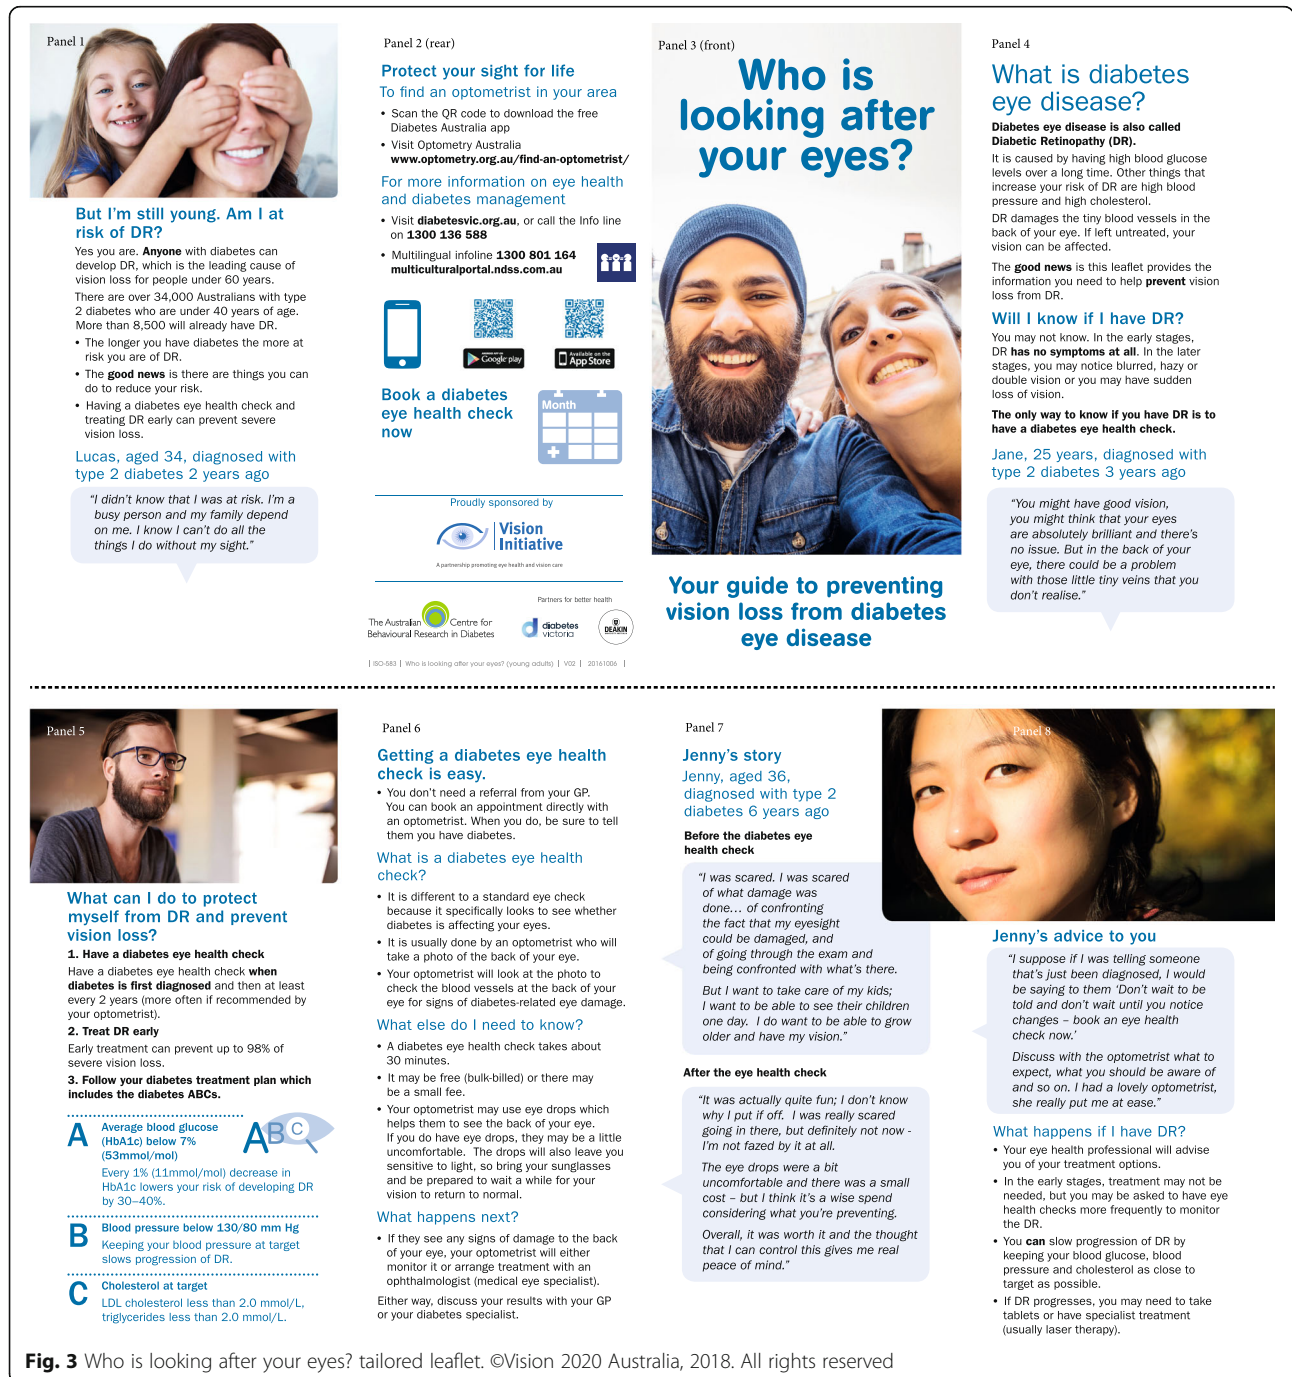 Panel 1
But I'm still young. Am I at
risk of DR?
Yes you are. Anyone with diabetes can
develop DR, which is the leading cause of
vision loss for people under 60 years.
There are over 34,000 Australians with type
2 diabetes who are under 40 years of age.
More than 8,500 will already have DR.
• The longer you have diabetes the more at
risk you are of DR.
• The good news is there are things you can
do to reduce your risk.
• Having a diabetes eye health check and
treating DR early can prevent severe
vision loss.
Lucas, aged 34, diagnosed with
type 2 diabetes 2 years ago
"I didn't know that I was at risk. I'm a
busy person and my family depend
on me. I know I can't do all the
things I do without my sight."
Panel 2 (rear)
Protect your sight for life
To find an optometrist in your area
• Scan the QR code to download the free
Diabetes Australia app
• Visit Optometry Australia
www.optometry.org.au/find-an-optometrist/
For more information on eye health
and diabetes management
• Visit diabetesvic.org.au, or call the Info line
on 1300 136 588
• Multilingual infoline 1300 801 164
multiculturalportal.ndss.com.au
Google play
Available on the
App Store
Book a diabetes
eye health check
now
Month
Proudly sponsored by
Vision
Initiative
A partnership promoting eye health and vision care
Partners for better health
The Australian Centre for
Behavioural Research in Diabetes
diabetes
victoria
DEAKIN
| ISO-583 | Who is looking after your eyes? (young adults) | V02 | 20161006 |
Panel 3 (front)
Who is
looking after
your eyes?
Your guide to preventing
vision loss from diabetes
eye disease
Panel 4
What is diabetes
eye disease?
Diabetes eye disease is also called
Diabetic Retinopathy (DR).
It is caused by having high blood glucose
levels over a long time. Other things that
increase your risk of DR are high blood
pressure and high cholesterol.
DR damages the tiny blood vessels in the
back of your eye. If left untreated, your
vision can be affected.
The good news is this leaflet provides the
information you need to help prevent vision
loss from DR.
Will I know if I have DR?
You may not know. In the early stages,
DR has no symptoms at all. In the later
stages, you may notice blurred, hazy or
double vision or you may have sudden
loss of vision.
The only way to know if you have DR is to
have a diabetes eye health check.
Jane, 25 years, diagnosed with
type 2 diabetes 3 years ago
"You might have good vision,
you might think that your eyes
are absolutely brilliant and there's
no issue. But in the back of your
eye, there could be a problem
with those little tiny veins that you
don't realise."
Panel 5
What can I do to protect
myself from DR and prevent
vision loss?
1. Have a diabetes eye health check
Have a diabetes eye health check when
diabetes is first diagnosed and then at least
every 2 years (more often if recommended by
your optometrist).
2. Treat DR early
Early treatment can prevent up to 98% of
severe vision loss.
3. Follow your diabetes treatment plan which
includes the diabetes ABCs.
A
Average blood glucose
(HbA1c) below 7%
(53mmol/mol)
ABC
Every 1% (11mmol/mol) decrease in
HbA1c lowers your risk of developing DR
by 30–40%.
B
Blood pressure below 130/80 mm Hg
Keeping your blood pressure at target
slows progression of DR.
C
Cholesterol at target
LDL cholesterol less than 2.0 mmol/L,
triglycerides less than 2.0 mmol/L.
Panel 6
Getting a diabetes eye health
check is easy.
• You don't need a referral from your GP.
You can book an appointment directly with
an optometrist. When you do, be sure to tell
them you have diabetes.
What is a diabetes eye health
check?
• It is different to a standard eye check
because it specifically looks to see whether
diabetes is affecting your eyes.
• It is usually done by an optometrist who will
take a photo of the back of your eye.
• Your optometrist will look at the photo to
check the blood vessels at the back of your
eye for signs of diabetes-related eye damage.
What else do I need to know?
• A diabetes eye health check takes about
30 minutes.
• It may be free (bulk-billed) or there may
be a small fee.
• Your optometrist may use eye drops which
helps them to see the back of your eye.
If you do have eye drops, they may be a little
uncomfortable. The drops will also leave you
sensitive to light, so bring your sunglasses
and be prepared to wait a while for your
vision to return to normal.
What happens next?
• If they see any signs of damage to the back
of your eye, your optometrist will either
monitor it or arrange treatment with an
ophthalmologist (medical eye specialist).
Either way, discuss your results with your GP
or your diabetes specialist.
Panel 7
Jenny's story
Jenny, aged 36,
diagnosed with type 2
diabetes 6 years ago
Before the diabetes eye
health check
"I was scared. I was scared
of what damage was
done... of confronting
the fact that my eyesight
could be damaged, and
of going through the exam and
being confronted with what's there.
But I want to take care of my kids;
I want to be able to see their children
one day. I do want to be able to grow
older and have my vision."
After the eye health check
"It was actually quite fun; I don't know
why I put if off. I was really scared
going in there, but definitely not now -
I'm not fazed by it at all.
The eye drops were a bit
uncomfortable and there was a small
cost – but I think it's a wise spend
considering what you're preventing.
Overall, it was worth it and the thought
that I can control this gives me real
peace of mind."
Panel 8
Jenny's advice to you
"I suppose if I was telling someone
that's just been diagnosed, I would
be saying to them 'Don't wait to be
told and don't wait until you notice
changes – book an eye health
check now.'
Discuss with the optometrist what to
expect, what you should be aware of
and so on. I had a lovely optometrist,
she really put me at ease."
What happens if I have DR?
• Your eye health professional will advise
you of your treatment options.
• In the early stages, treatment may not be
needed, but you may be asked to have eye
health checks more frequently to monitor
the DR.
• You can slow progression of DR by
keeping your blood glucose, blood
pressure and cholesterol as close to
target as possible.
• If DR progresses, you may need to take
tablets or have specialist treatment
(usually laser therapy).
Fig. 3 Who is looking after your eyes? tailored leaflet. ©Vision 2020 Australia, 2018. All rights reserved